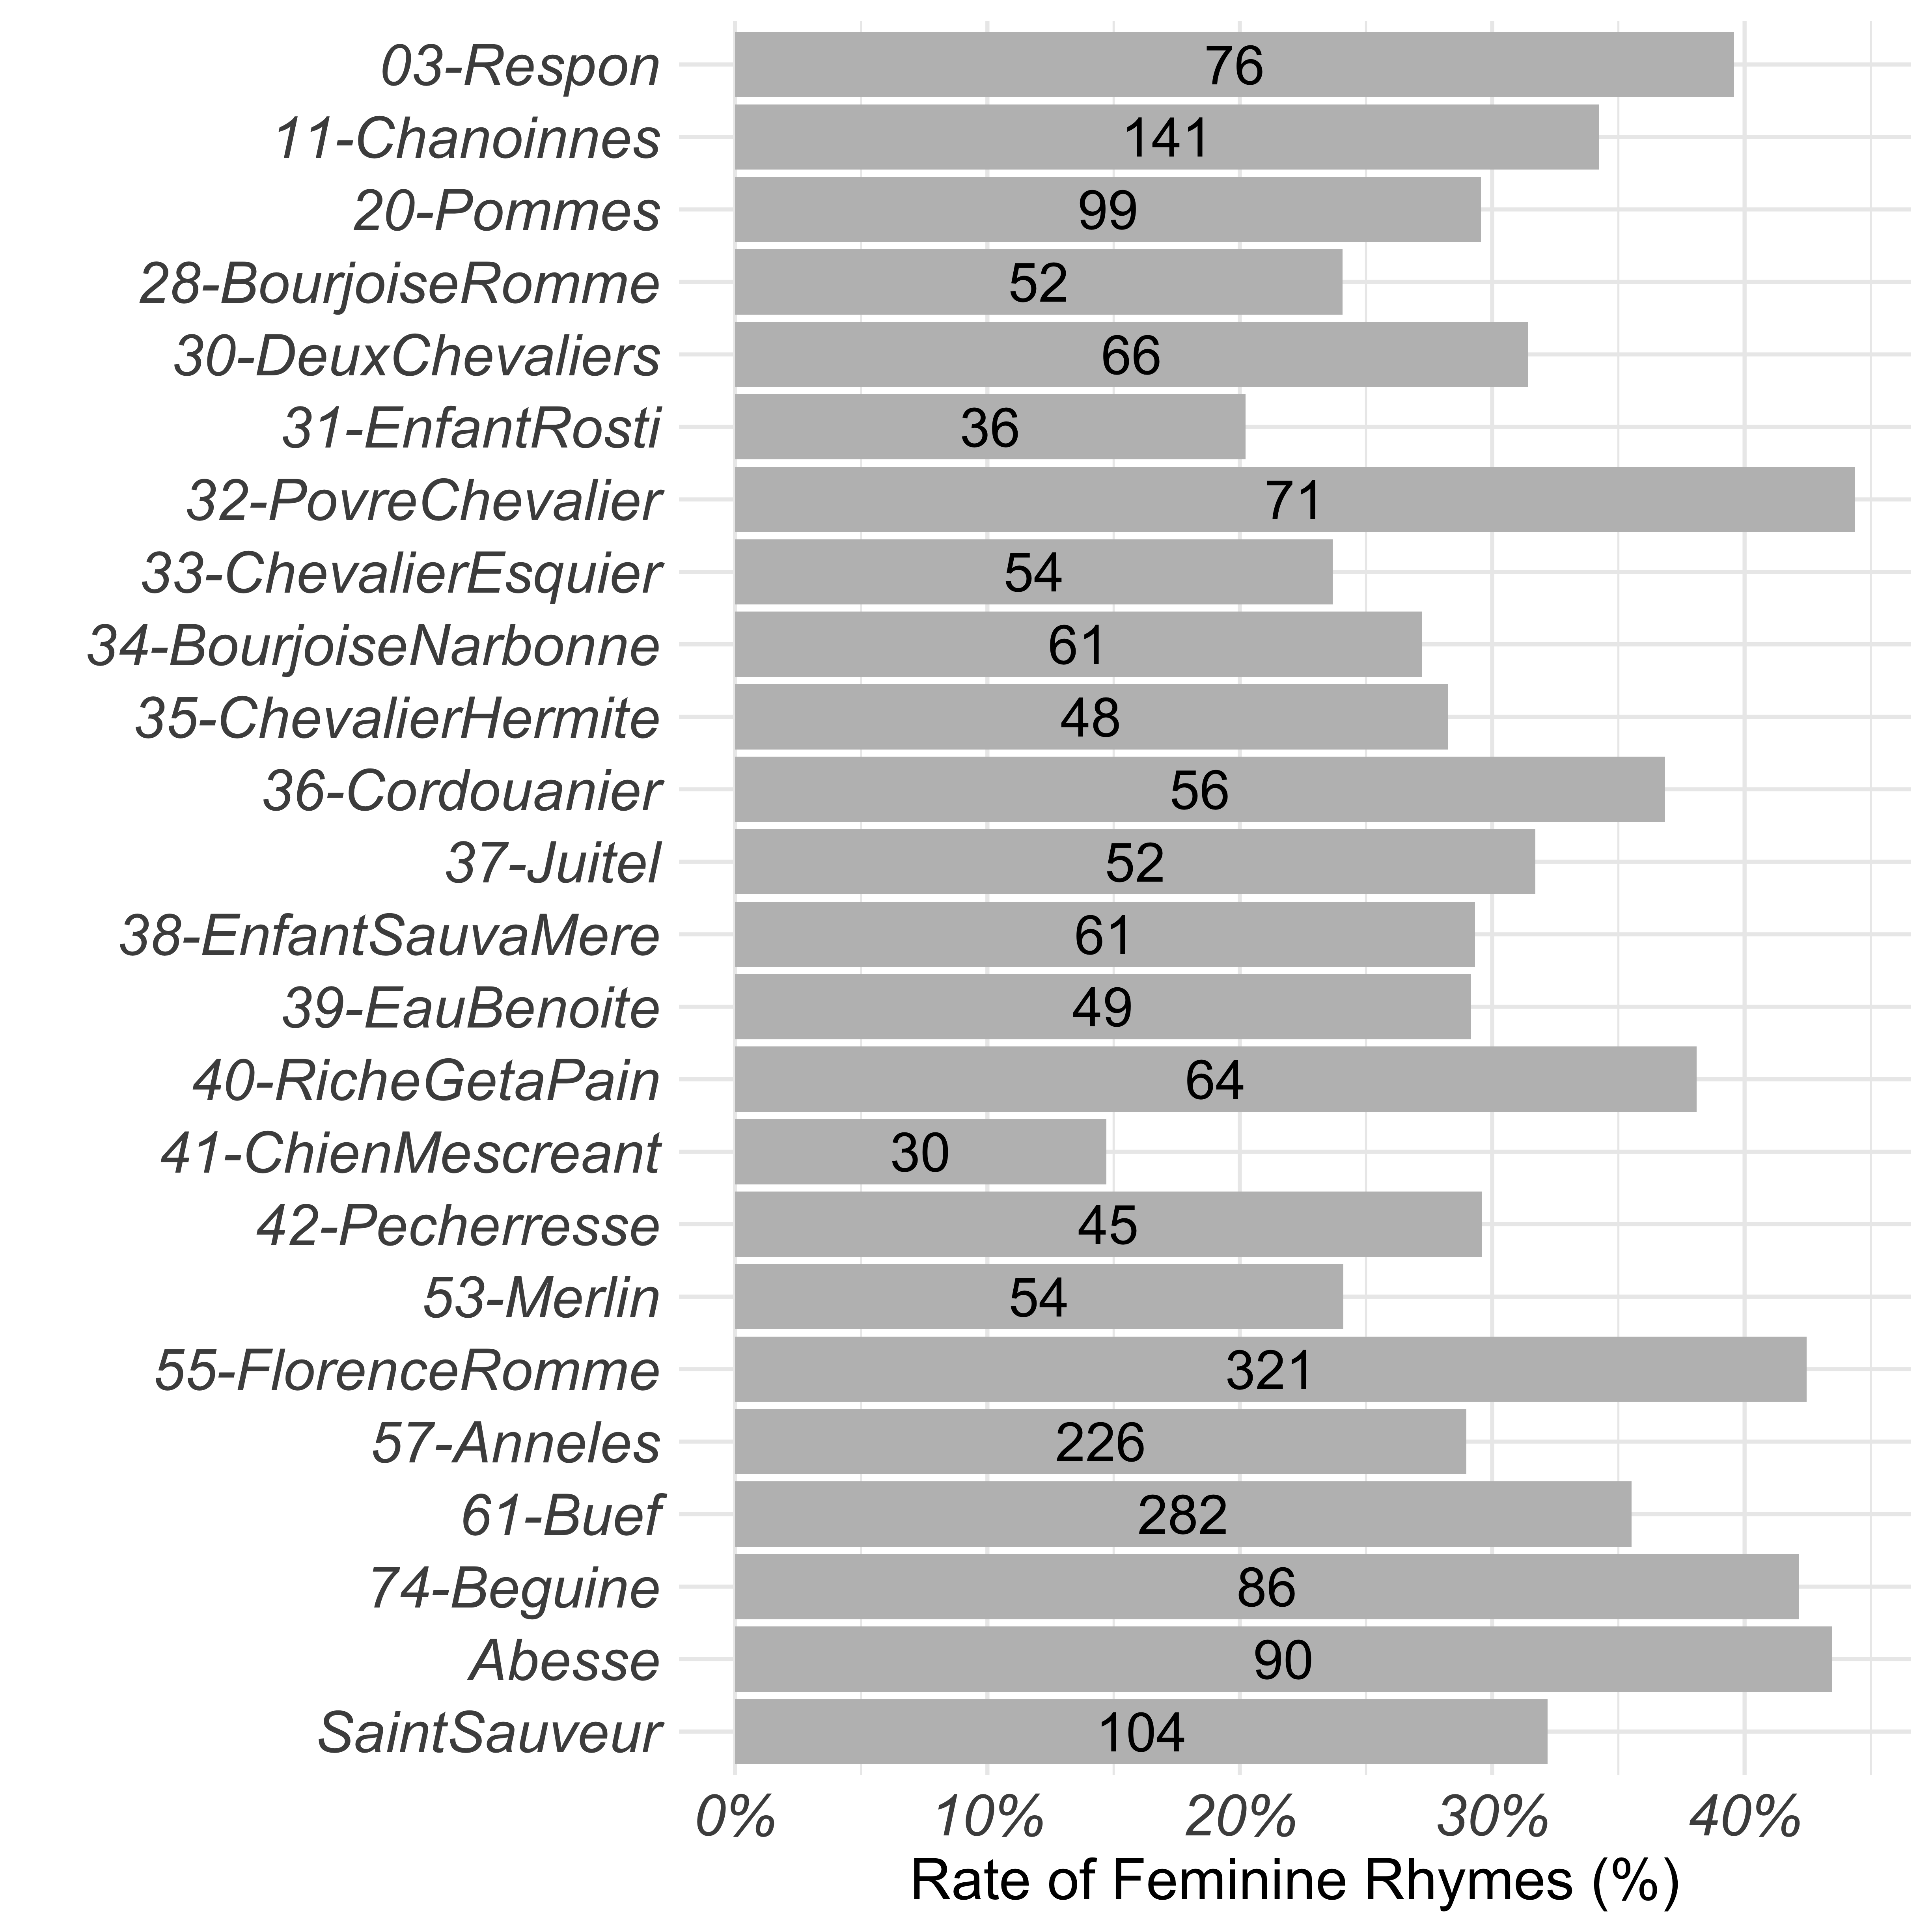 03-Respon 76
11-Chanoinnes 141
20-Pommes 99
28-BourjoiseRomme 52
30-DeuxChevaliers 66
31-EnfantRosti 36
32-PovreChevalier 71
33-ChevalierEsquier 54
34-BourjoiseNarbonne 61
35-ChevalierHermite 48
36-Cordouanier 56
37-Juitel 52
38-EnfantSauvaMere 61
39-EauBenoite 49
40-RicheGetaPain 64
41-ChienMescreant 30
42-Pecherresse 45
53-Merlin 54
55-FlorenceRomme 321
57-Anneles 226
61-Buef 282
74-Beguine 86
Abesse 90
SaintSauveur 104
0% 10% 20% 30% 40%
Rate of Feminine Rhymes (%)